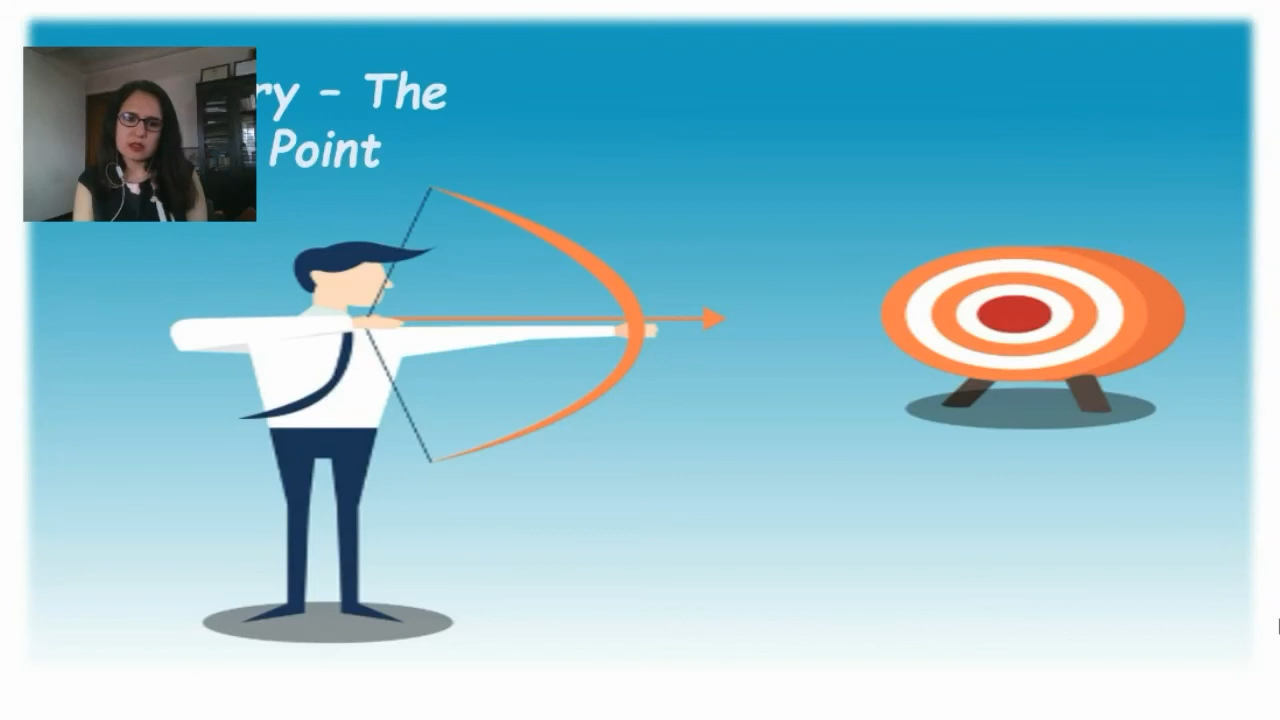 ry – The
Point